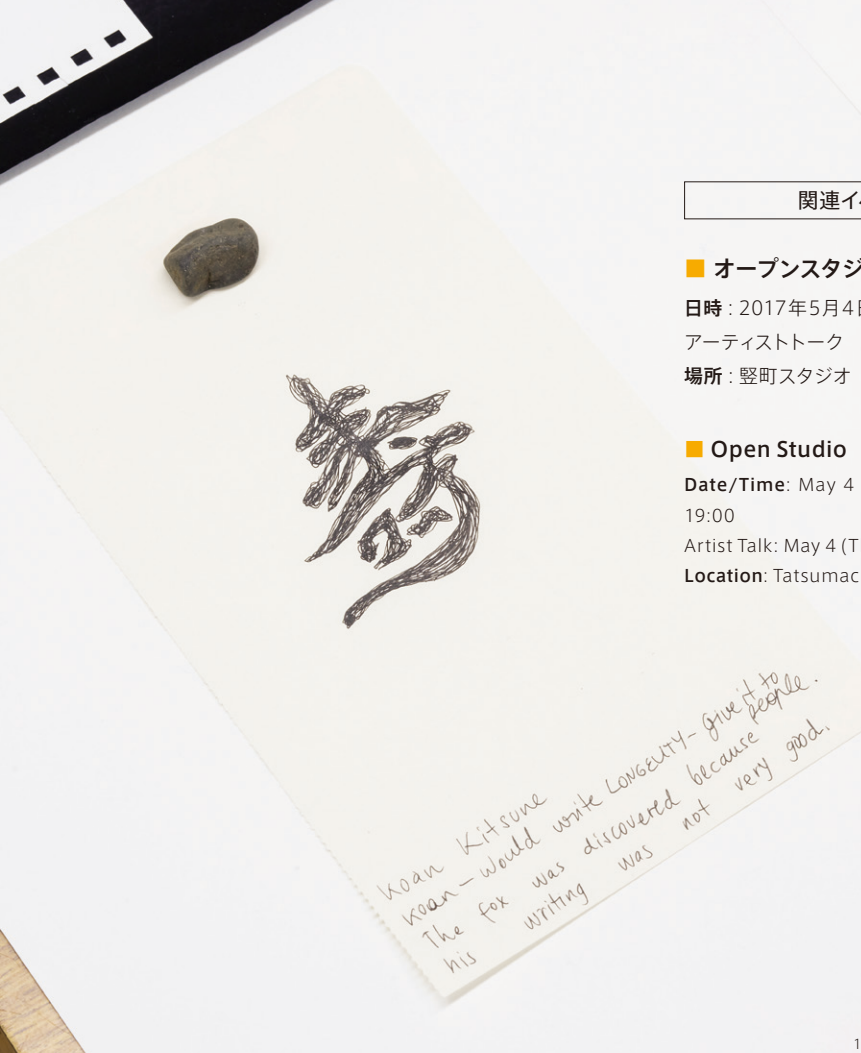 壽
Koan Kitsune
Koan – would write LONGEVITY – give it to
people.
The fox was discovered because
his writing was not very good.
関連イ
■ オープンスタジ
日時 : 2017年5月4日
アーティストトーク
場所 : 竪町スタジオ
■ Open Studio
Date/Time: May 4
19:00
Artist Talk: May 4 (T
Location: Tatsumac
1